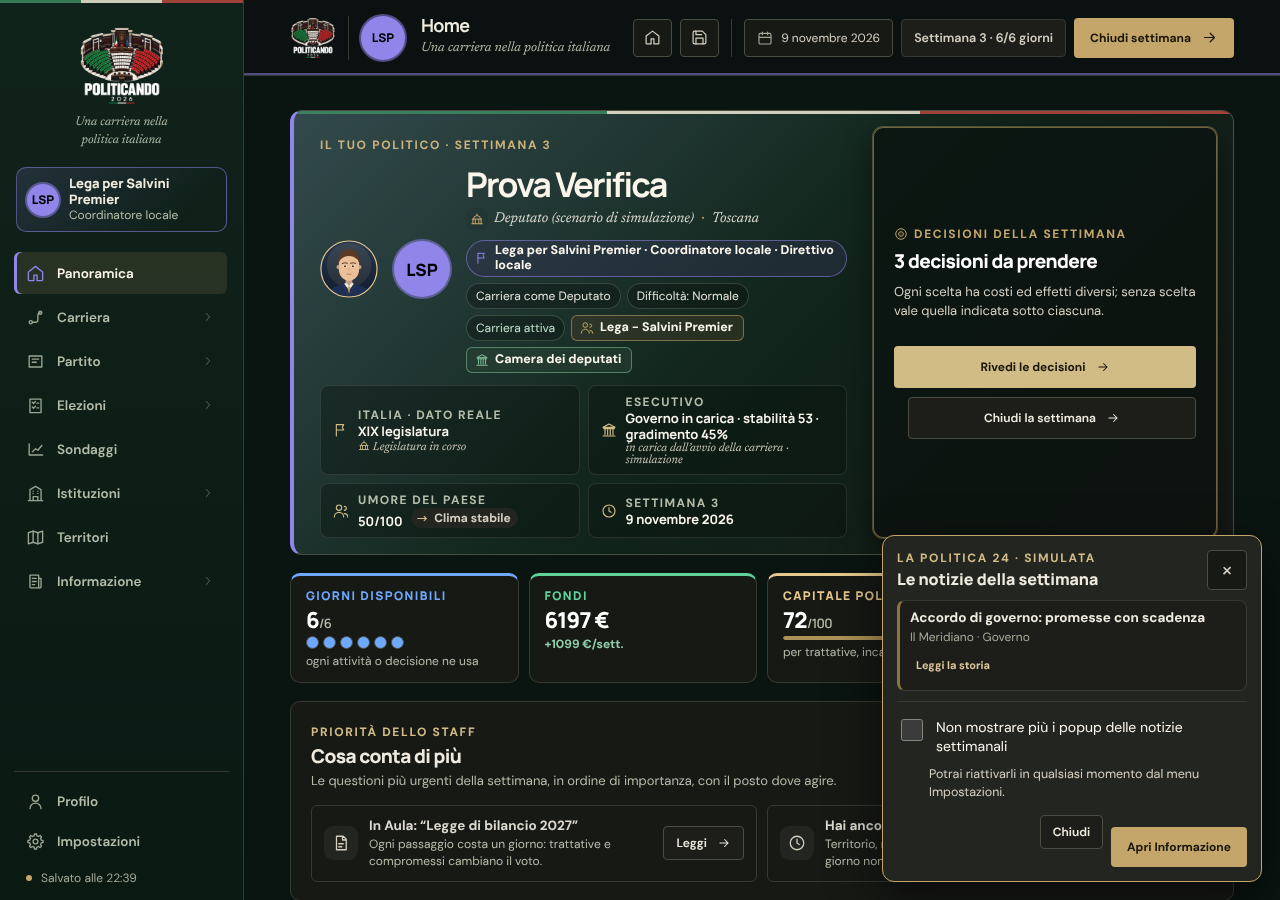 POLITICANDO
2026
Una carriera nella
politica italiana
LSP
Lega per Salvini
Premier
Coordinatore locale
Panoramica
Carriera
Partito
Elezioni
Sondaggi
Istituzioni
Territori
Informazione
Profilo
Impostazioni
Salvato alle 22:39
POLITICANDO
LSP
Home
Una carriera nella politica italiana
9 novembre 2026
Settimana 3 · 6/6 giorni
Chiudi settimana →
IL TUO POLITICO · SETTIMANA 3
Prova Verifica
Deputato (scenario di simulazione) · Toscana
LSP
Lega per Salvini Premier · Coordinatore locale · Direttivo
locale
Carriera come Deputato
Difficoltà: Normale
Carriera attiva
Lega – Salvini Premier
Camera dei deputati
ITALIA · DATO REALE
XIX legislatura
Legislatura in corso
ESECUTIVO
Governo in carica · stabilità 53 ·
gradimento 45%
in carica dall’avvio della carriera ·
simulazione
UMORE DEL PAESE
50/100 → Clima stabile
SETTIMANA 3
9 novembre 2026
DECISIONI DELLA SETTIMANA
3 decisioni da prendere
Ogni scelta ha costi ed effetti diversi; senza scelta
vale quella indicata sotto ciascuna.
Rivedi le decisioni →
Chiudi la settimana →
GIORNI DISPONIBILI
6/6
ogni attività o decisione ne usa
FONDI
6197 €
+1099 €/sett.
CAPITALE POL
72/100
per trattative, inca
PRIORITÀ DELLO STAFF
Cosa conta di più
Le questioni più urgenti della settimana, in ordine di importanza, con il posto dove agire.
In Aula: “Legge di bilancio 2027”
Ogni passaggio costa un giorno: trattative e
compromessi cambiano il voto.
Leggi →
Hai anco
Territorio,
giorno non
LA POLITICA 24 · SIMULATA
Le notizie della settimana
×
Accordo di governo: promesse con scadenza
Il Meridiano · Governo
Leggi la storia
Non mostrare più i popup delle notizie
settimanali
Potrai riattivarli in qualsiasi momento dal menu
Impostazioni.
Chiudi
Apri Informazione